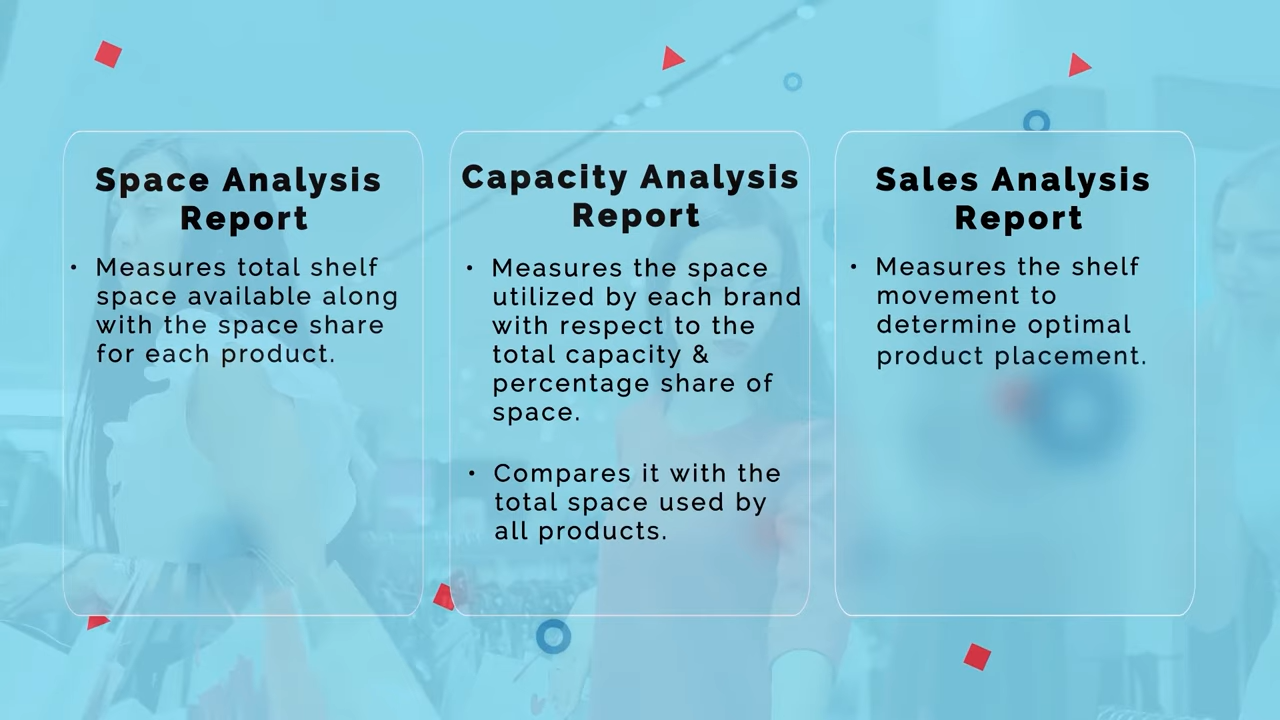 Space Analysis
Report
• Measures total shelf
space available along
with the space share
for each product.
Capacity Analysis
Report
• Measures the space
utilized by each brand
with respect to the
total capacity &
percentage share of
space.
• Compares it with the
total space used by
all products.
Sales Analysis
Report
• Measures the shelf
movement to
determine optimal
product placement.